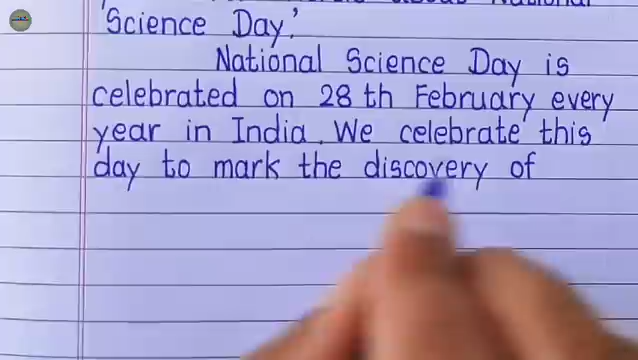 National
'Science Day.'
National Science Day is
celebrated on 28 th February every
year in India. We celebrate this
day to mark the discovery of